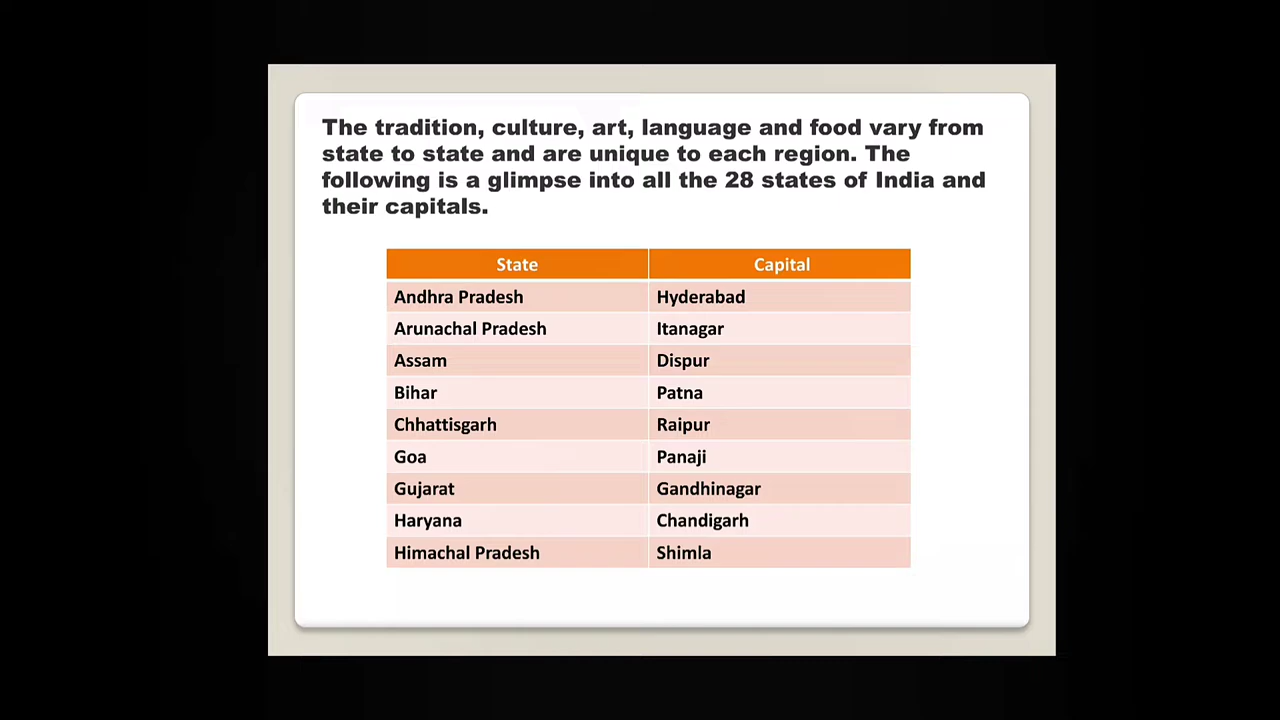 The tradition, culture, art, language and food vary from
state to state and are unique to each region. The
following is a glimpse into all the 28 states of India and
their capitals.
State Capital
Andhra Pradesh Hyderabad
Arunachal Pradesh Itanagar
Assam Dispur
Bihar Patna
Chhattisgarh Raipur
Goa Panaji
Gujarat Gandhinagar
Haryana Chandigarh
Himachal Pradesh Shimla